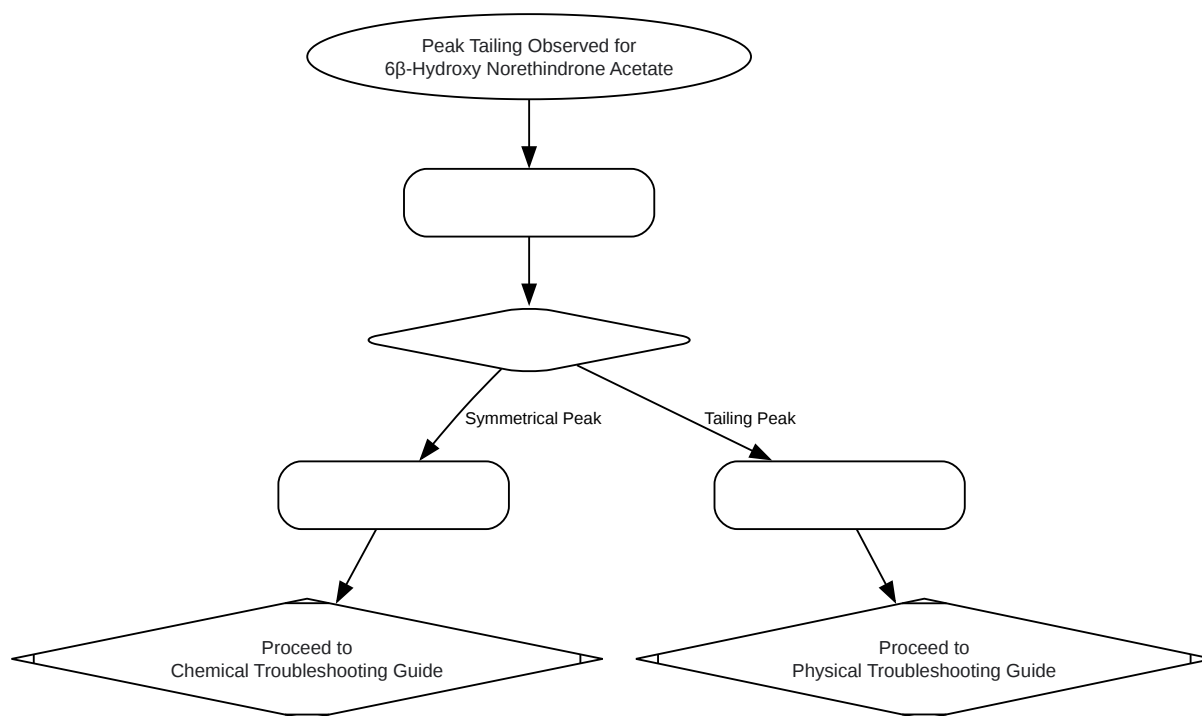 Peak Tailing Observed for
6β-Hydroxy Norethindrone Acetate
Symmetrical Peak
Tailing Peak
Proceed to
Chemical Troubleshooting Guide
Proceed to
Physical Troubleshooting Guide